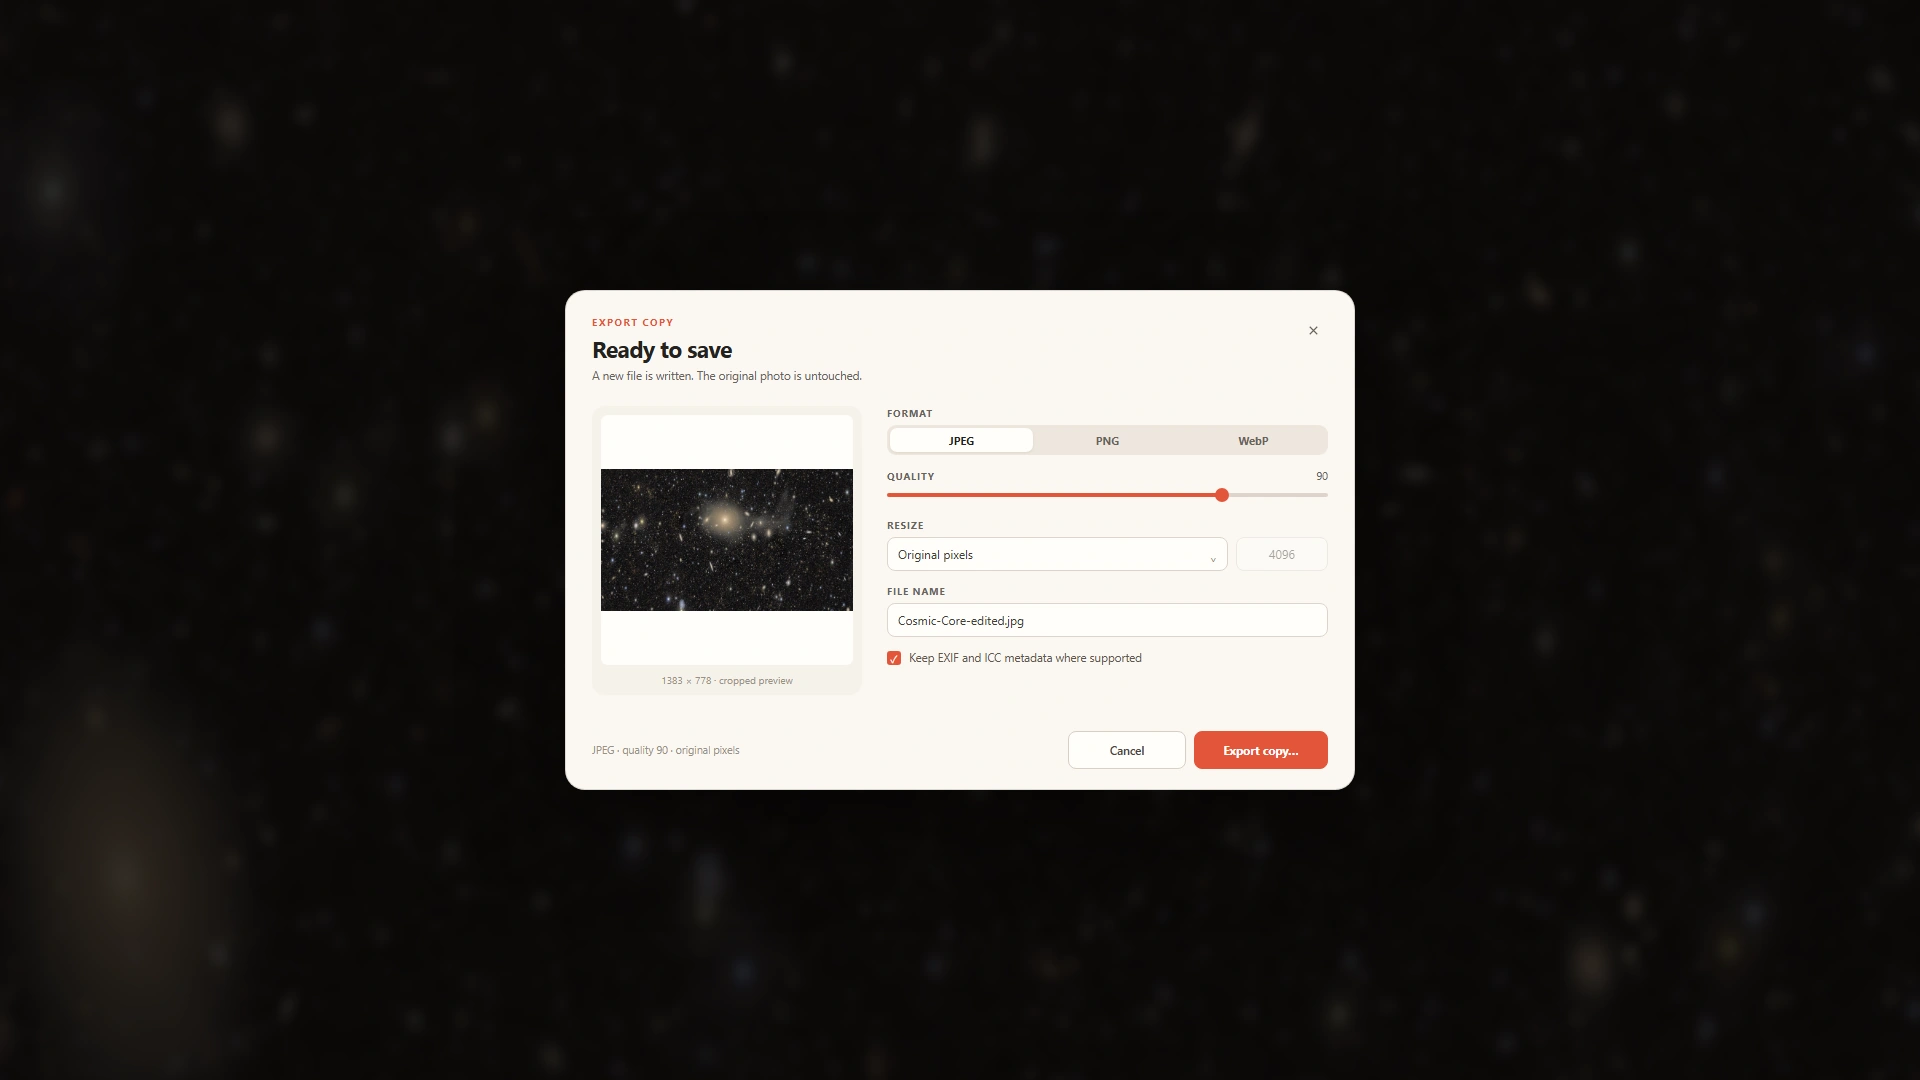 EXPORT COPY
Ready to save
A new file is written. The original photo is untouched.
×
1383 × 778 · cropped preview
FORMAT
JPEG PNG WebP
QUALITY 90
RESIZE
Original pixels 4096
FILE NAME
Cosmic-Core-edited.jpg
Keep EXIF and ICC metadata where supported
JPEG · quality 90 · original pixels
Cancel Export copy...